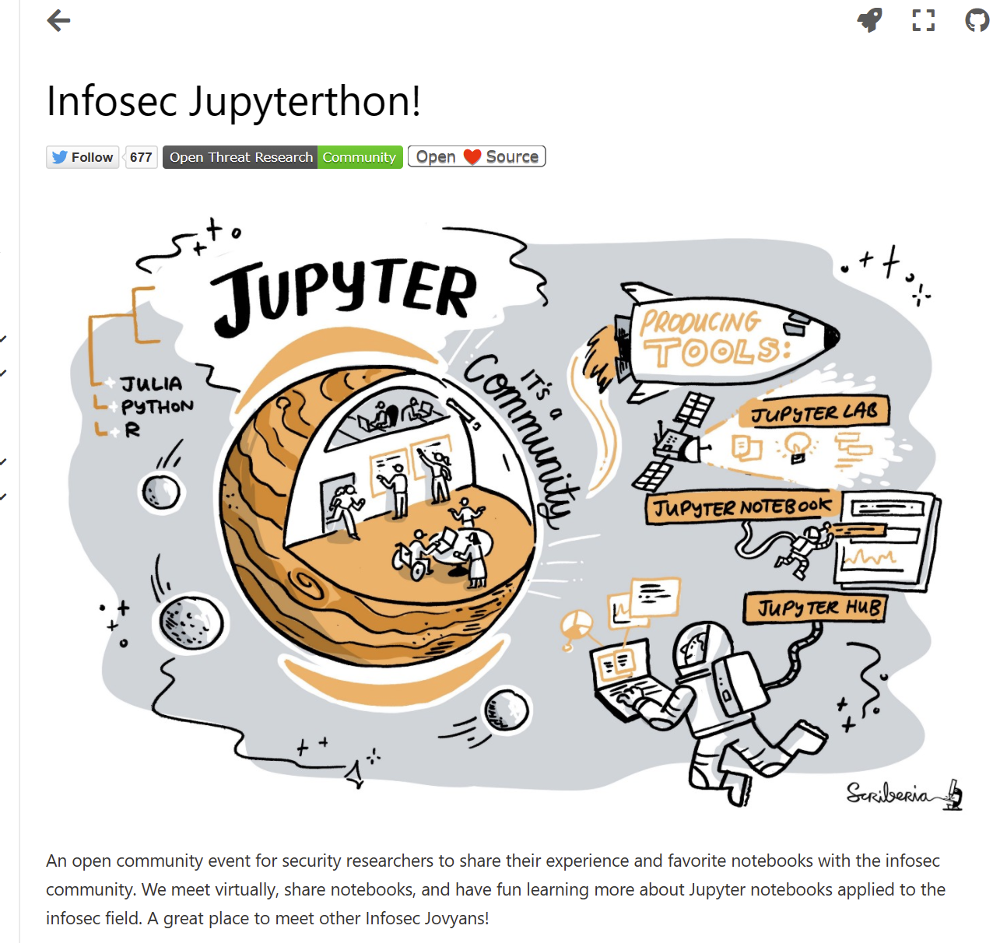 Infosec Jupyterthon!
Follow 677 Open Threat Research Community Open Source
JUPYTER
JULIA
PYTHON
R
IT'S a
Community
PRODUCING
TOOLS:
JUPYTER LAB
JUPYTER NOTEBOOK
JUPYTER HUB
Scriberia
An open community event for security researchers to share their experience and favorite notebooks with the infosec
community. We meet virtually, share notebooks, and have fun learning more about Jupyter notebooks applied to the
infosec field. A great place to meet other Infosec Jovyans!